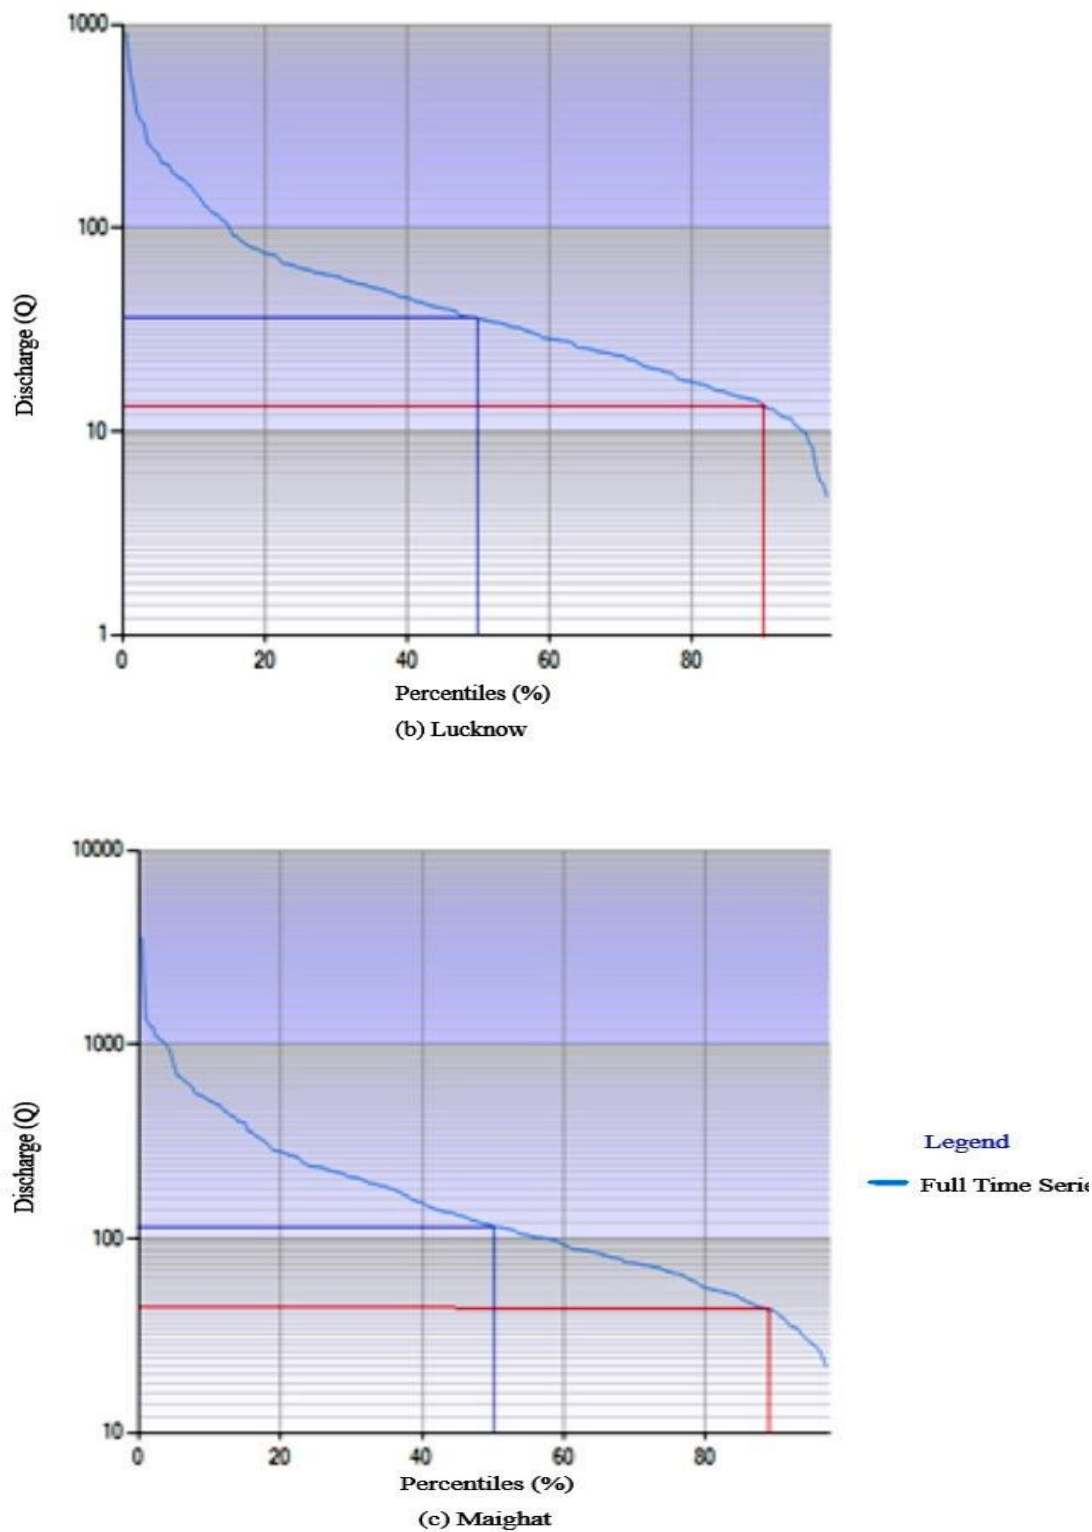 1000
100
Discharge (Q)
10
1
0 20 40 60 80
Percentiles (%)
(b) Lucknow
10000
1000
Discharge (Q)
100
10
0 20 40 60 80
Percentiles (%)
(c) Maighat
Legend
Full Time Serie